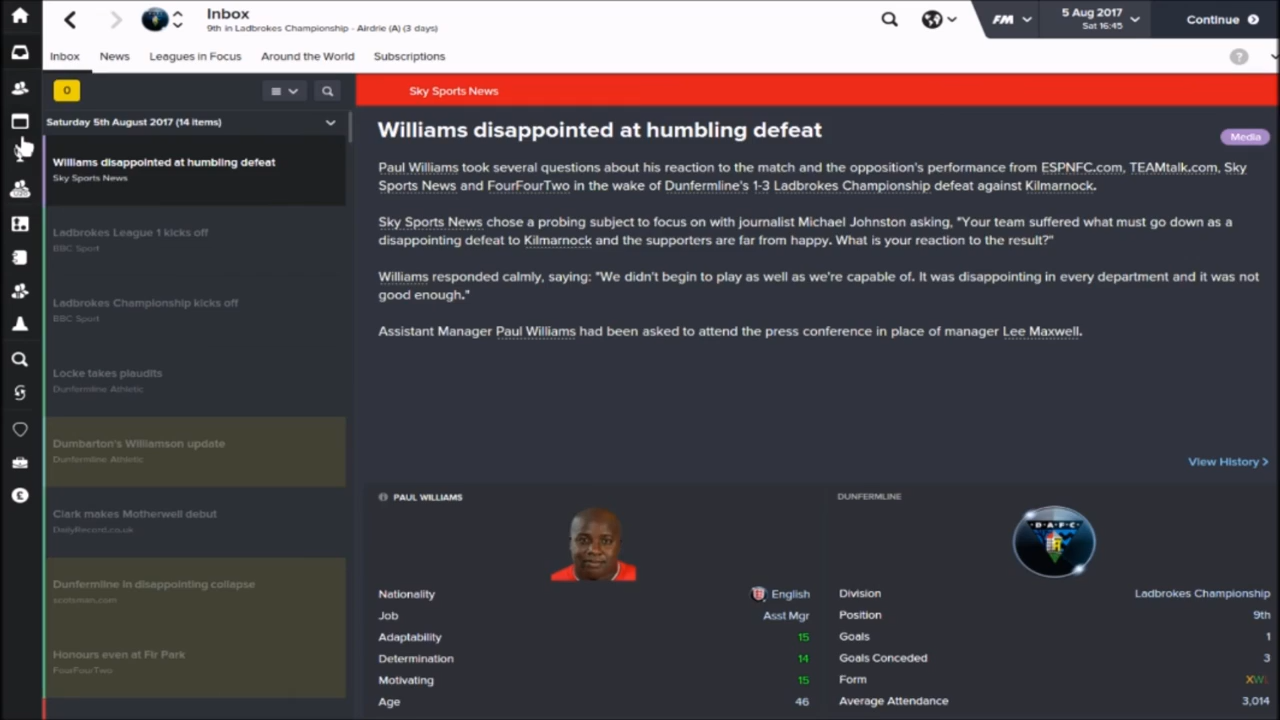 Inbox
9th in Ladbrokes Championship - Airdrie (A) (3 days)
FM
5 Aug 2017
Sat 16:45
Continue
Inbox
News
Leagues in Focus
Around the World
Subscriptions
?
0
Sky Sports News
Saturday 5th August 2017 (14 items)
Williams disappointed at humbling defeat
Sky Sports News
Ladbrokes League 1 kicks off
BBC Sport
Ladbrokes Championship kicks off
BBC Sport
Locke takes plaudits
Dunfermline Athletic
Dumbarton's Williamson update
Dunfermline Athletic
Clark makes Motherwell debut
DailyRecord.co.uk
Dunfermline in disappointing collapse
scotsman.com
Honours even at Fir Park
FourFourTwo
Williams disappointed at humbling defeat
Media
Paul Williams took several questions about his reaction to the match and the opposition's performance from ESPNFC.com, TEAMtalk.com, Sky
Sports News and FourFourTwo in the wake of Dunfermline's 1-3 Ladbrokes Championship defeat against Kilmarnock.
Sky Sports News chose a probing subject to focus on with journalist Michael Johnston asking, "Your team suffered what must go down as a
disappointing defeat to Kilmarnock and the supporters are far from happy. What is your reaction to the result?"
Williams responded calmly, saying: "We didn't begin to play as well as we're capable of. It was disappointing in every department and it was not
good enough."
Assistant Manager Paul Williams had been asked to attend the press conference in place of manager Lee Maxwell.
View History >
PAUL WILLIAMS
Nationality English
Job Asst Mgr
Adaptability 15
Determination 14
Motivating 15
Age 46
DUNFERMLINE
D.A.F.C
Division Ladbrokes Championship
Position 9th
Goals 1
Goals Conceded 3
Form XWL
Average Attendance 3,014